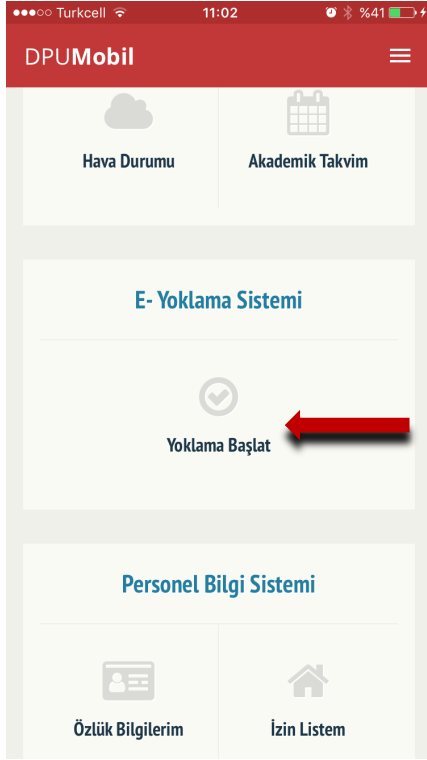 ●●●○○ Turkcell 11:02 %41
DPUMobil
Hava Durumu Akademik Takvim
E- Yoklama Sistemi
Yoklama Başlat
Personel Bilgi Sistemi
Özlük Bilgilerim İzin Listem